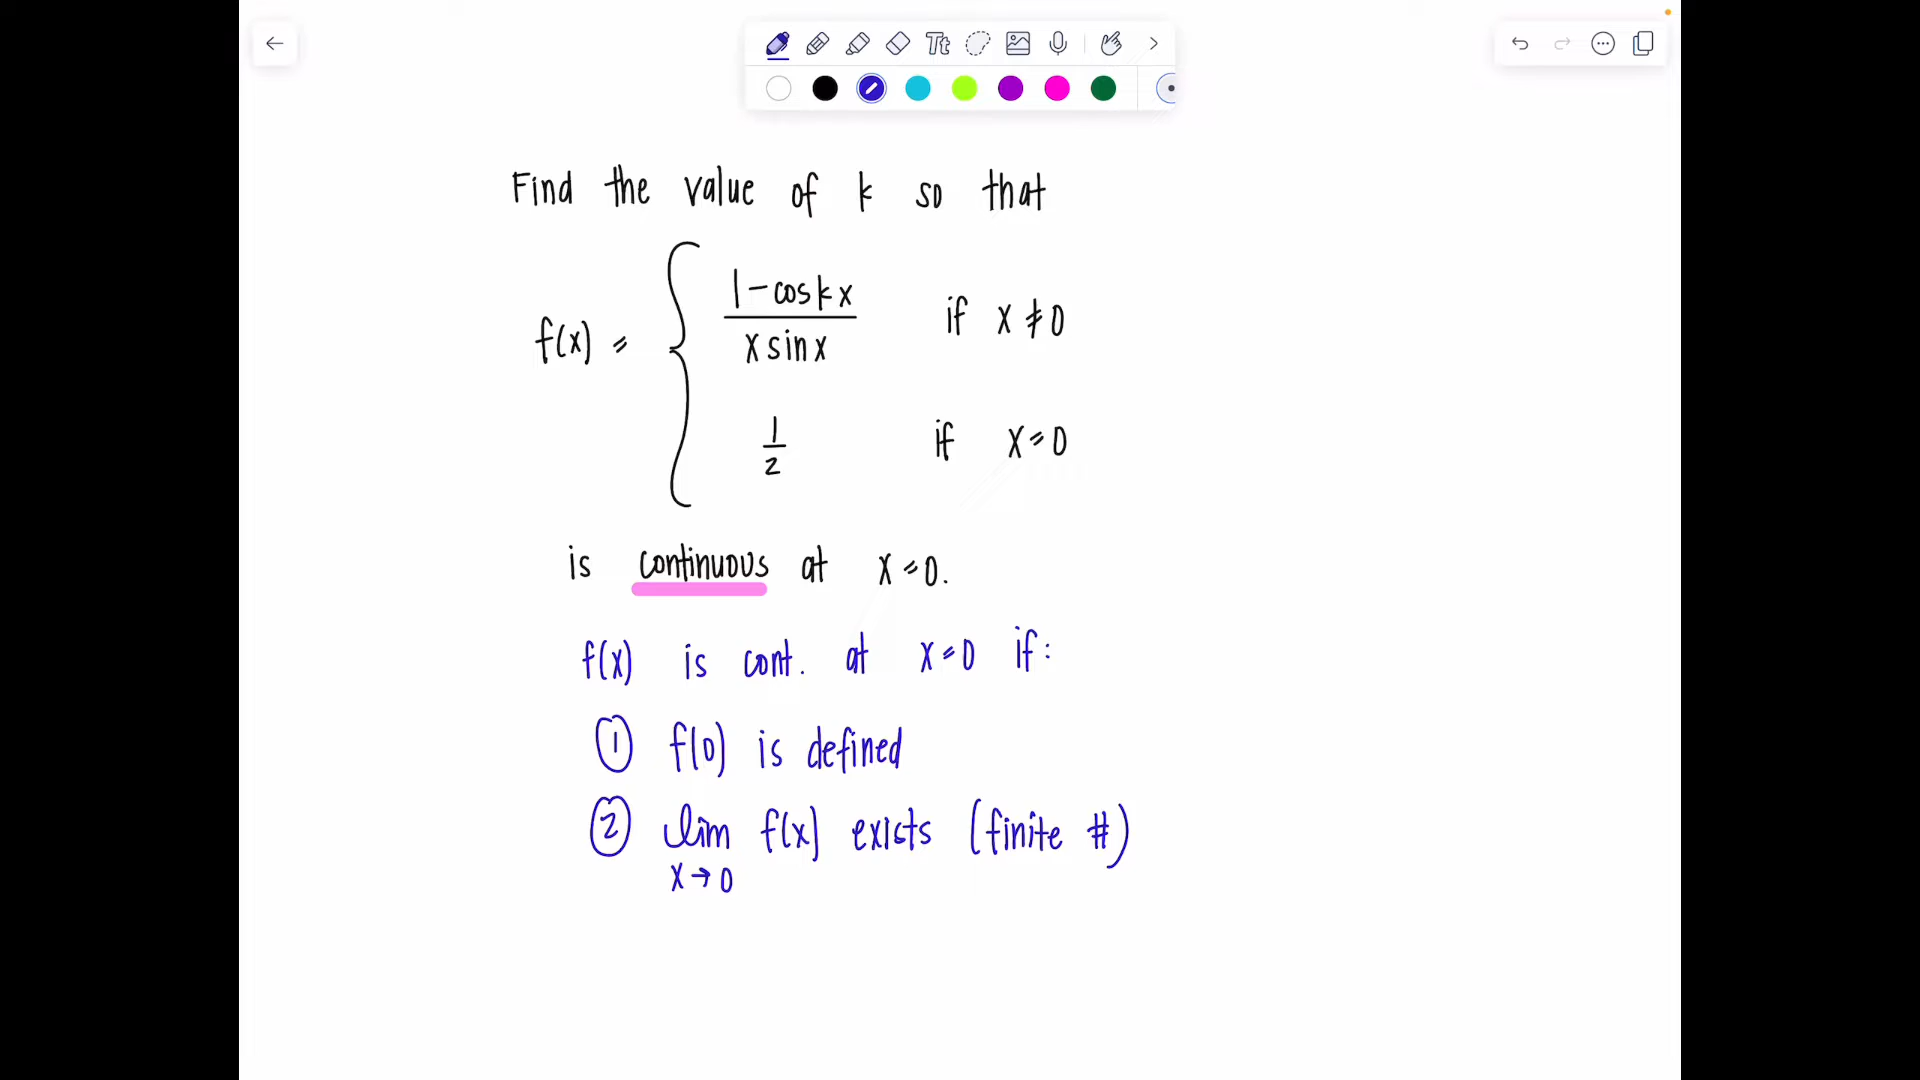 Tt
Find the value of k so that
f(x) = { 1 - cos kx / x sin x if x ≠ 0
1/2 if x = 0
is continuous at x = 0.
f(x) is cont. at x = 0 if:
① f(0) is defined
② lim x→0 f(x) exists (finite #)